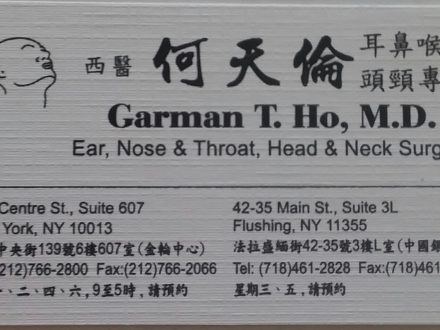 西醫 何天倫 耳鼻喉
頭頸專
Garman T. Ho, M.D.
Ear, Nose & Throat, Head & Neck Surg
Centre St., Suite 607
York, NY 10013
中央街139號6樓607室(金輪中心)
(212)766-2800 Fax:(212)766-2066
、二、四、六,9至5時,請預約
42-35 Main St., Suite 3L
Flushing, NY 11355
法拉盛緬街42-35號3樓L室(中國銀
Tel: (718)461-2828 Fax:(718)461
星期三、五,請預約